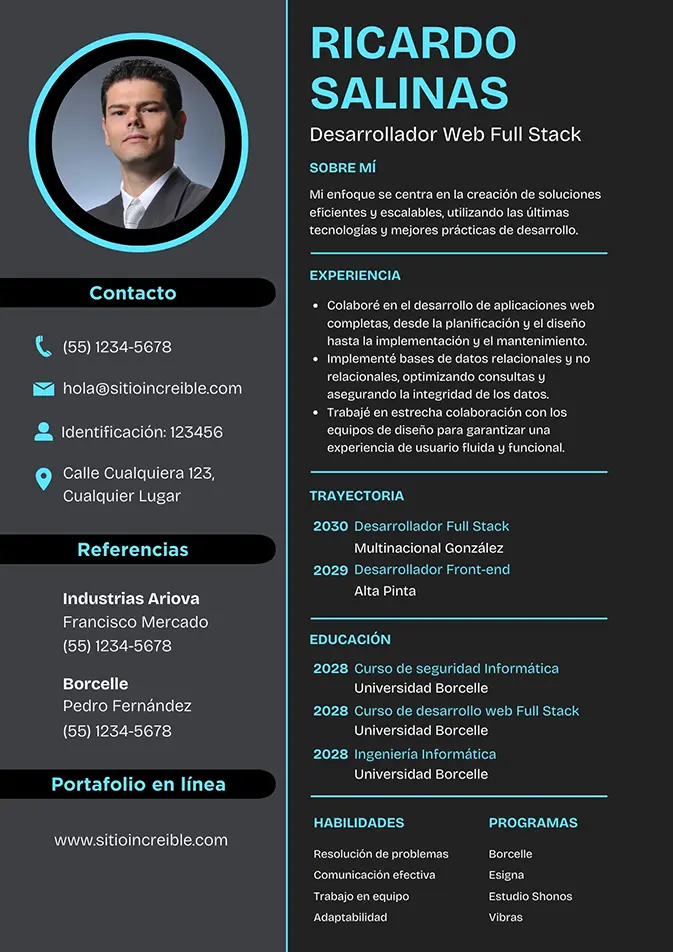 RICARDO
SALINAS
Desarrollador Web Full Stack
SOBRE MÍ
Mi enfoque se centra en la creación de soluciones
eficientes y escalables, utilizando las últimas
tecnologías y mejores prácticas de desarrollo.
EXPERIENCIA
• Colaboré en el desarrollo de aplicaciones web
completas, desde la planificación y el diseño
hasta la implementación y el mantenimiento.
• Implementé bases de datos relacionales y no
relacionales, optimizando consultas y
asegurando la integridad de los datos.
• Trabajé en estrecha colaboración con los
equipos de diseño para garantizar una
experiencia de usuario fluida y funcional.
TRAYECTORIA
2030 Desarrollador Full Stack
Multinacional González
2029 Desarrollador Front-end
Alta Pinta
EDUCACIÓN
2028 Curso de seguridad Informática
Universidad Borcelle
2028 Curso de desarrollo web Full Stack
Universidad Borcelle
2028 Ingeniería Informática
Universidad Borcelle
HABILIDADES
Resolución de problemas
Comunicación efectiva
Trabajo en equipo
Adaptabilidad
PROGRAMAS
Borcelle
Esigna
Estudio Shonos
Vibras
Contacto
(55) 1234-5678
hola@sitioincreible.com
Identificación: 123456
Calle Cualquiera 123,
Cualquier Lugar
Referencias
Industrias Ariova
Francisco Mercado
(55) 1234-5678
Borcelle
Pedro Fernández
(55) 1234-5678
Portafolio en línea
www.sitioincreible.com